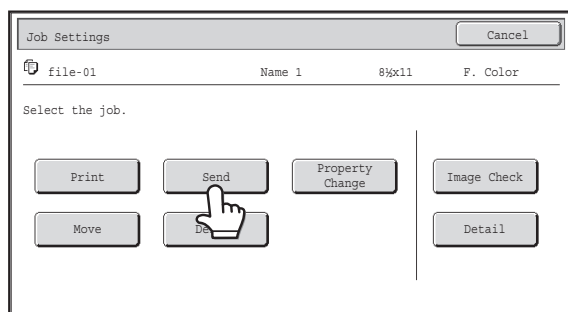 Job Settings Cancel
file-01 Name 1 8½x11 F. Color
Select the job.
Print Send Property Change Image Check
Move Detail